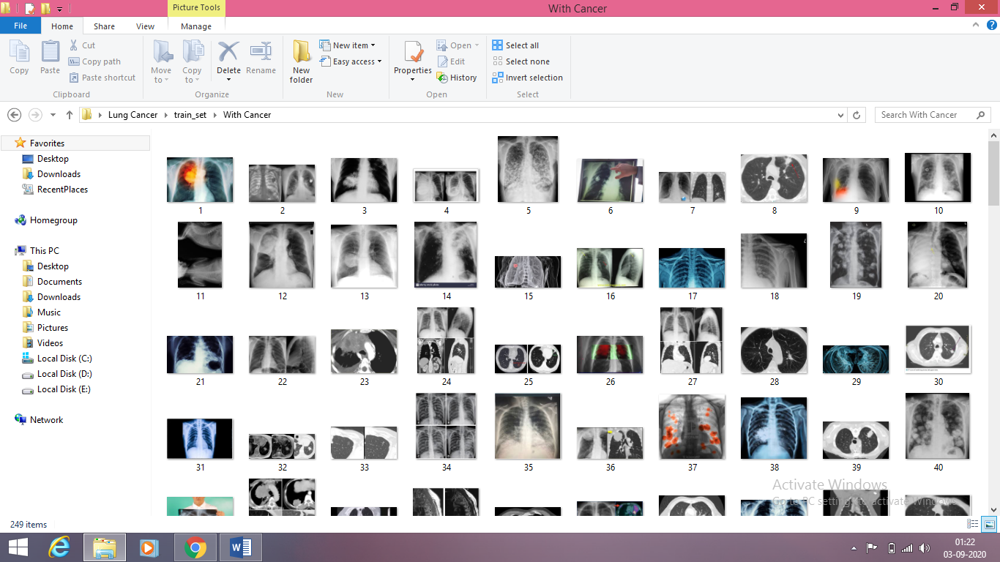 Picture Tools
With Cancer
File Home Share View Manage
Copy
Paste
Cut
Copy path
Paste shortcut
Clipboard
Move to
Copy to
Delete
Rename
Organize
New folder
New item
Easy access
New
Properties
Open
Edit
History
Open
Select all
Select none
Invert selection
Select
Lung Cancer train_set With Cancer
Search With Cancer
Favorites
Desktop
Downloads
RecentPlaces
Homegroup
This PC
Desktop
Documents
Downloads
Music
Pictures
Videos
Local Disk (C:)
Local Disk (D:)
Local Disk (E:)
Network
1 2 3 4 5 6 7 8 9 10
11 12 13 14 15 16 17 18 19 20
21 22 23 24 25 26 27 28 29 30
31 32 33 34 35 36 37 38 39 40
Activate Windows
Go to PC settings to activate Windows.
249 items
01:22
03-09-2020